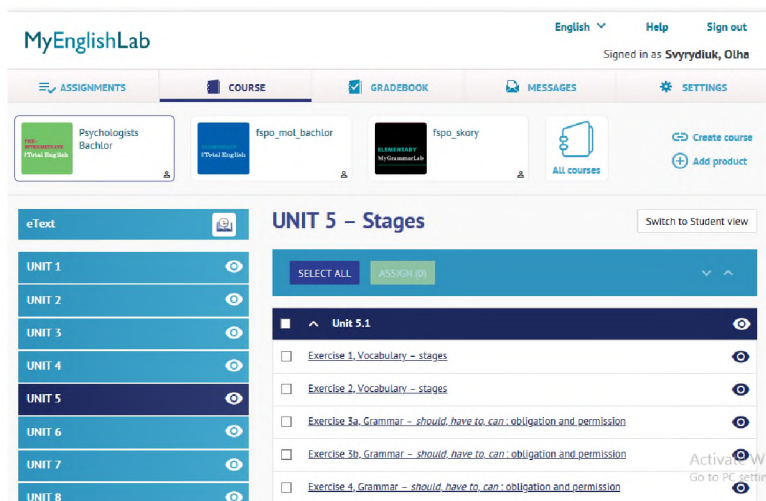 English Help Sign out
MyEnglishLab
Signed in as Svyrydiuk, Olha
ASSIGNMENTS COURSE GRADEBOOK MESSAGES SETTINGS
Psychologists
Bachlor
fspo_mol_bachlor
fspo_skory
Total English
Total English
ELEMENTARY
MyGrammarLab
All courses
Create course
Add product
eText
UNIT 1
UNIT 2
UNIT 3
UNIT 4
UNIT 5
UNIT 6
UNIT 7
UNIT 8
UNIT 5 – Stages
Switch to Student view
SELECT ALL ASSIGN (0)
Unit 5.1
Exercise 1, Vocabulary – stages
Exercise 2, Vocabulary – stages
Exercise 3a, Grammar – should, have to, can : obligation and permission
Exercise 3b, Grammar – should, have to, can : obligation and permission
Exercise 4, Grammar – should, have to, can : obligation and permission
Activate W
Go to PC settin